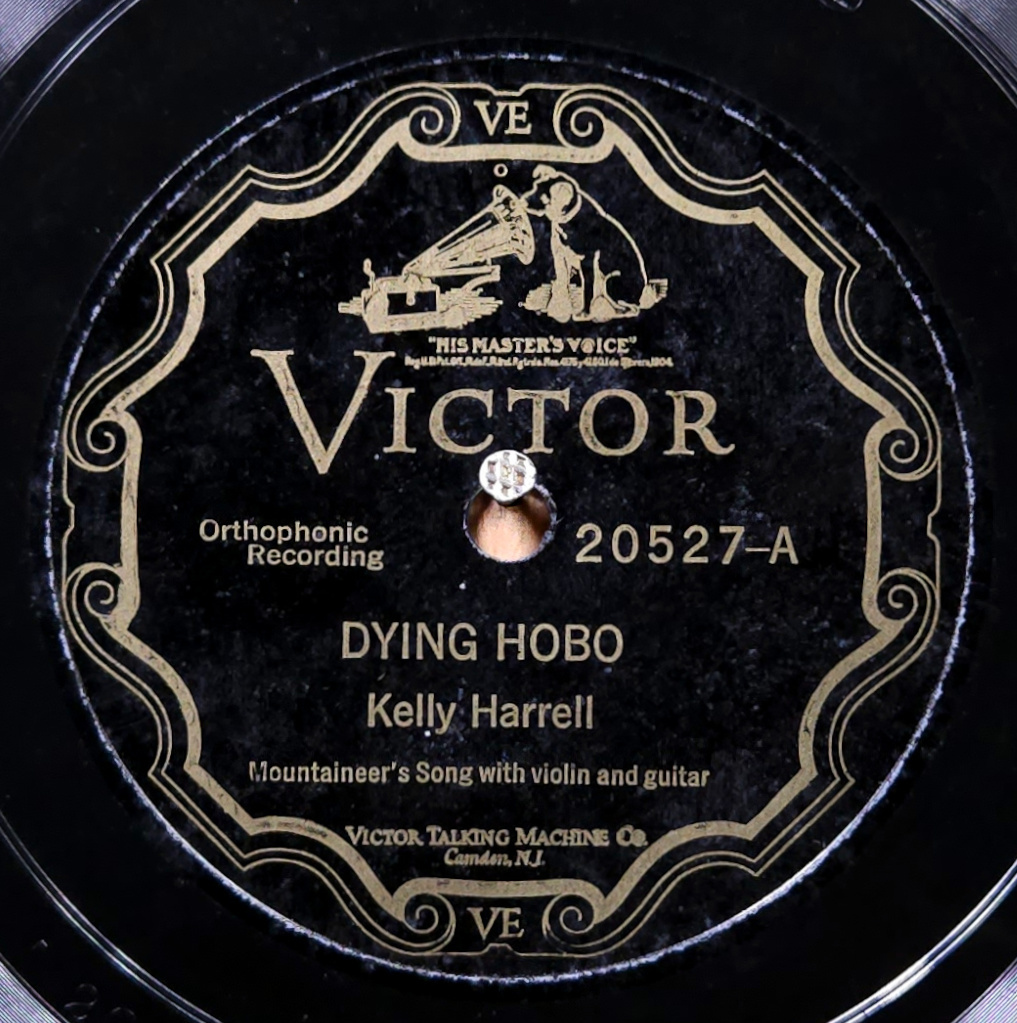 VE
"HIS MASTER'S VOICE"
VICTOR
Orthophonic
Recording
20527-A
DYING HOBO
Kelly Harrell
Mountaineer's Song with violin and guitar
VICTOR TALKING MACHINE CO.
Camden, N.J.
VE